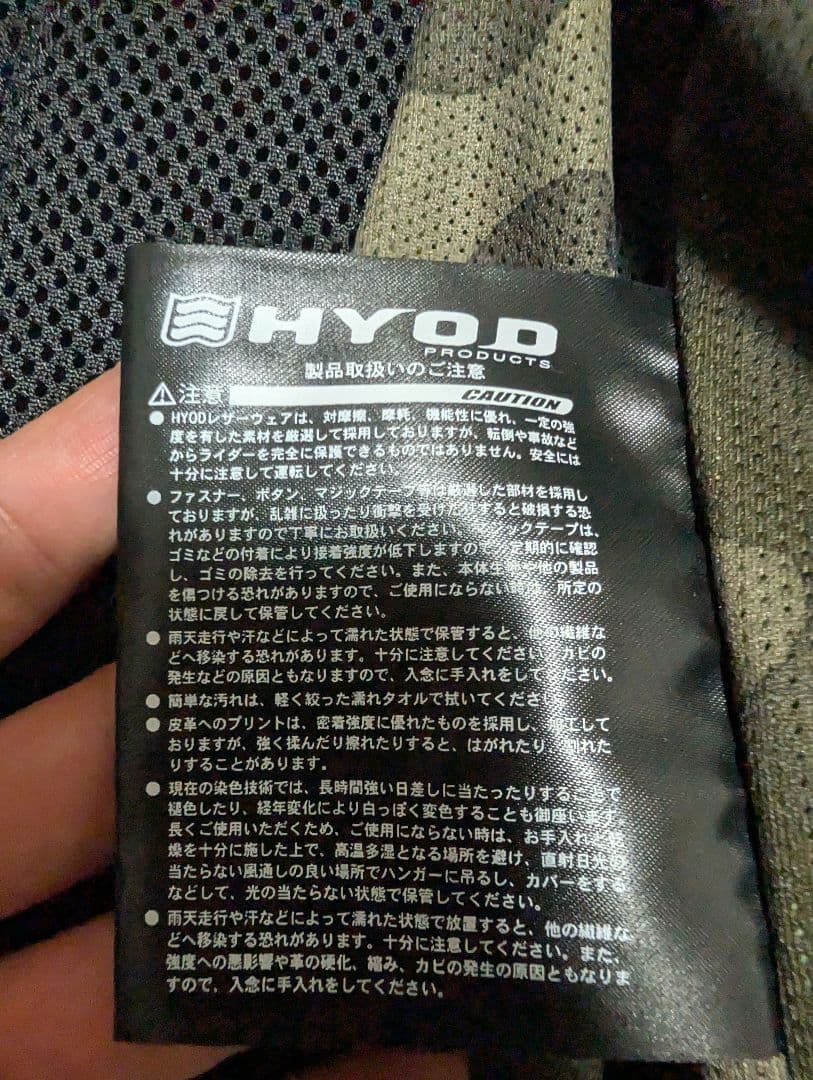 HYOD
PRODUCTS
製品取扱いのご注意
⚠注意 CAUTION
● HYODレザーウェアは、対摩擦、摩耗、機能性に優れ、一定の強
度を有した素材を厳選して採用しておりますが、転倒や事故など
からライダーを完全に保護できるものではありません。安全には
十分に注意して運転してください。
● ファスナー、ボタン、マジックテープ等は厳選した部材を採用し
ておりますが、乱雑に扱ったり衝撃を受けたりすると破損する恐
れがありますので丁寧にお取扱いください。 ックテープは、
ゴミなどの付着により接着強度が低下しますので、定期的に確認
し、ゴミの除去を行ってください。また、本体生 や他の製品
を傷つける恐れがありますので、ご使用にならない時は、所定の
状態に戻して保管してください。
● 雨天走行や汗などによって濡れた状態で保管すると、他の繊維な
どへ移染する恐れがあります。十分に注意してください。カビの
発生などの原因ともなりますので、入念に手入れをしてください。
● 簡単な汚れは、軽く絞った濡れタオルで拭いてください。
● 皮革へのプリントは、密着強度に優れたものを採用し、加工して
おりますが、強く揉んだり擦れたりすると、はがれたり、割れた
りすることがあります。
● 現在の染色技術では、長時間強い日差しに当たったりすることで
褪色したり、経年変化により白っぽく変色することも御座います。
長くご使用いただくため、ご使用にならない時は、お手入れと乾
燥を十分に施した上で、高温多湿となる場所を避け、直射日光の
当たらない風通しの良い場所でハンガーに吊るし、カバーをする
などして、光の当たらない状態で保管してください。
● 雨天走行や汗などによって濡れた状態で放置すると、他の繊維な
どへ移染する恐れがあります。十分に注意してください。また、
強度への悪影響や革の硬化、縮み、カビの発生の原因ともなりま
すので、入念に手入れをしてください。